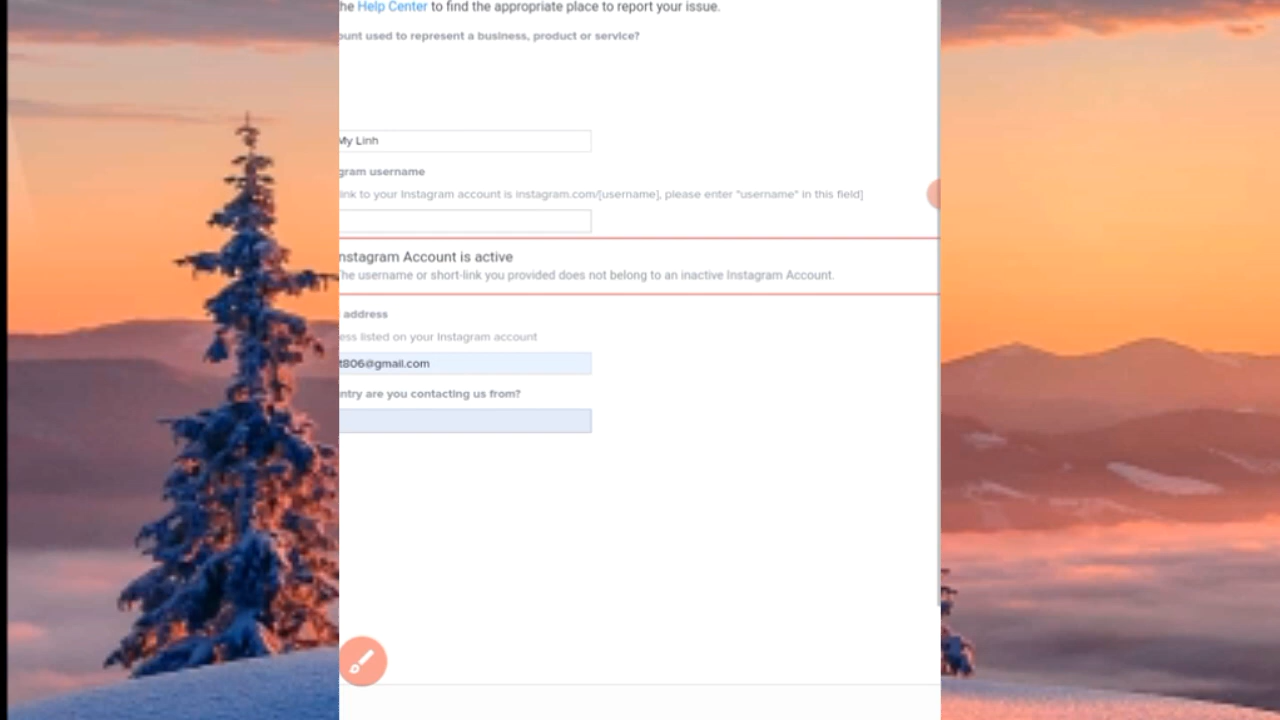 he Help Center to find the appropriate place to report your issue.
ount used to represent a business, product or service?
My Linh
gram username
ink to your Instagram account is instagram.com/[username], please enter "username" in this field]
nstagram Account is active
The username or short-link you provided does not belong to an inactive Instagram Account.
address
ess listed on your Instagram account
t806@gmail.com
ntry are you contacting us from?